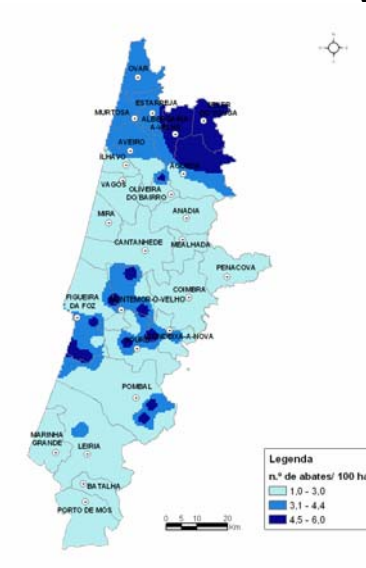 OVAR
ESTARREJA
MURTOSA
AVEIRO
ILHAVO
VAGOS
OLIVEIRA
DO BAIRRO
ANADIA
MIRA
CANTANHEDE
MEALHADA
PENACOVA
COIMBRA
FIGUEIRA
DA FOZ
MONTEMOR-O-VELHO
POMBAL
MARINHA
GRANDE
LEIRIA
BATALHA
PORTO DE MÓS
0 5 10 20
Km
Legenda
n.º de abates/ 100 ha
1,0 - 3,0
3,1 - 4,4
4,5 - 6,0